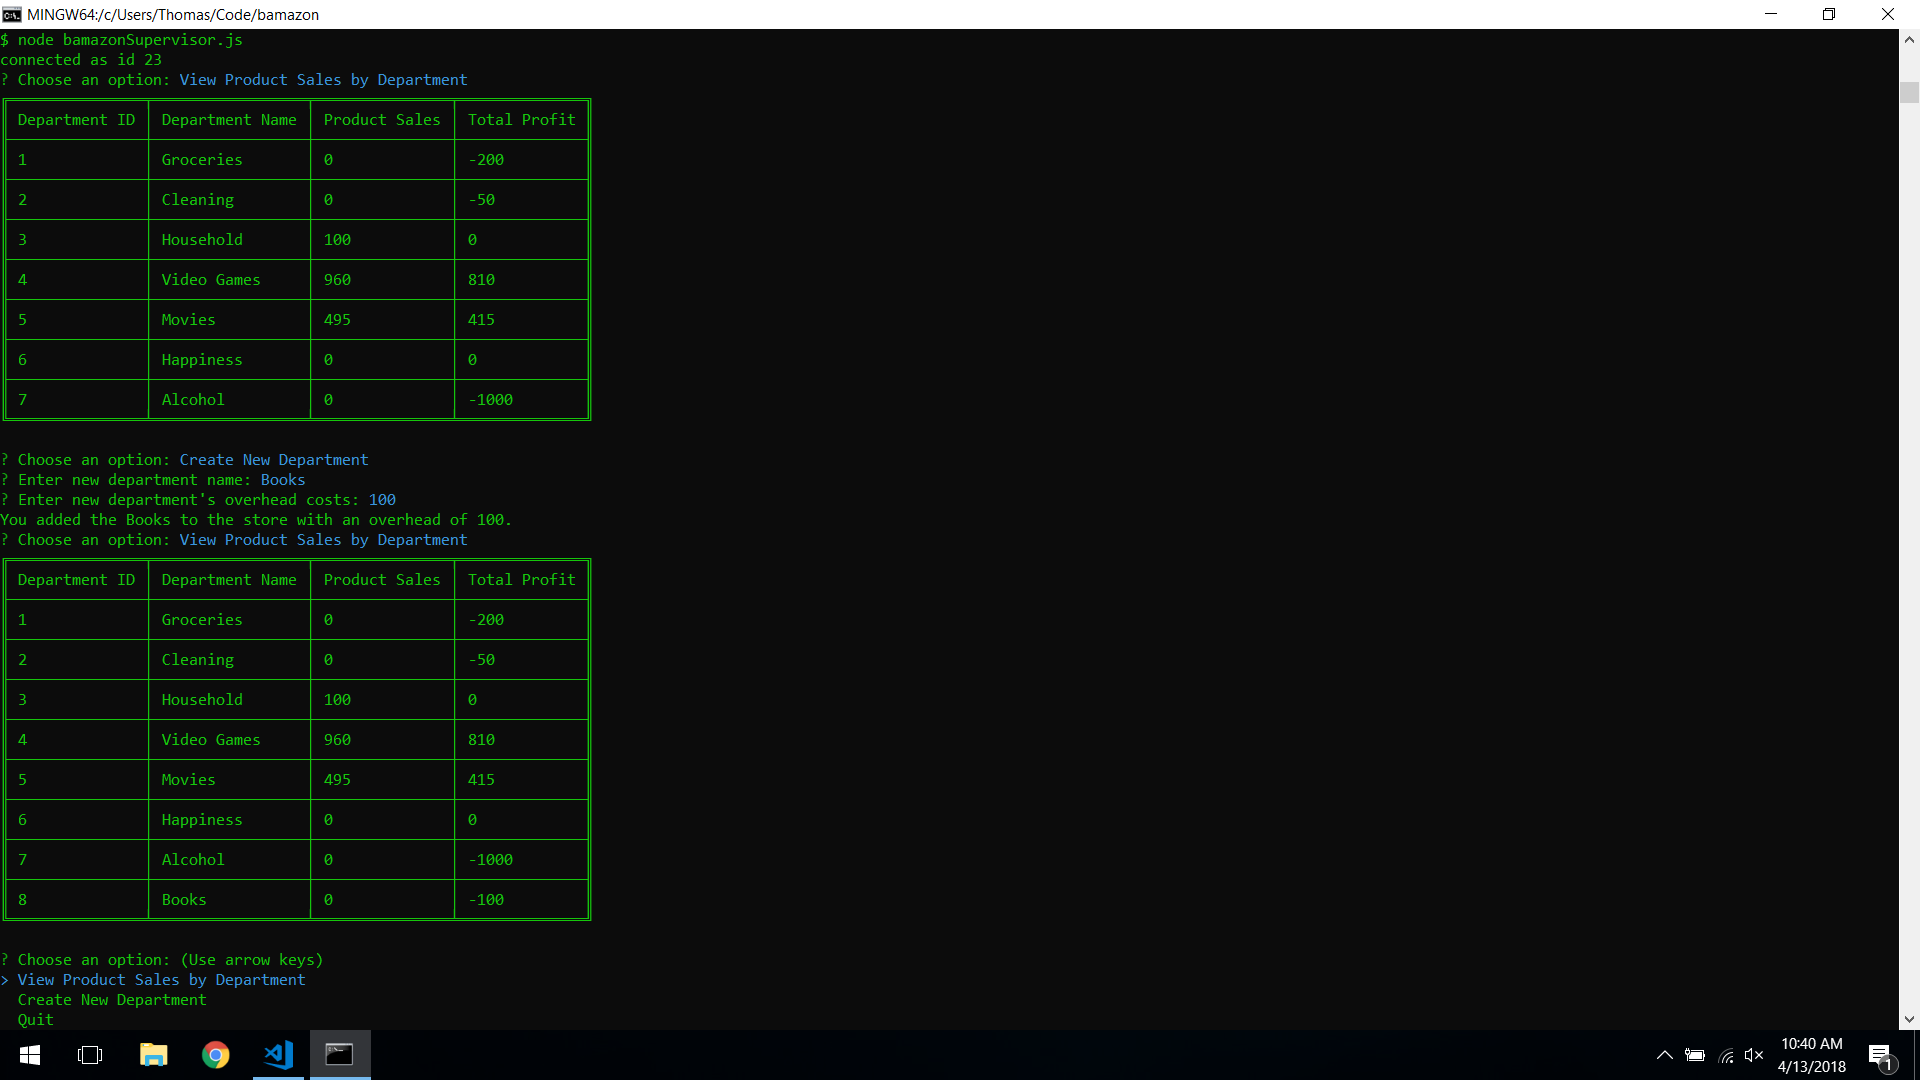 MINGW64:/c/Users/Thomas/Code/bamazon
$ node bamazonSupervisor.js
connected as id 23
? Choose an option: View Product Sales by Department
Department ID Department Name Product Sales Total Profit
1 Groceries 0 -200
2 Cleaning 0 -50
3 Household 100 0
4 Video Games 960 810
5 Movies 495 415
6 Happiness 0 0
7 Alcohol 0 -1000
? Choose an option: Create New Department
? Enter new department name: Books
? Enter new department's overhead costs: 100
You added the Books to the store with an overhead of 100.
? Choose an option: View Product Sales by Department
Department ID Department Name Product Sales Total Profit
1 Groceries 0 -200
2 Cleaning 0 -50
3 Household 100 0
4 Video Games 960 810
5 Movies 495 415
6 Happiness 0 0
7 Alcohol 0 -1000
8 Books 0 -100
? Choose an option: (Use arrow keys)
> View Product Sales by Department
Create New Department
Quit
10:40 AM
4/13/2018
1